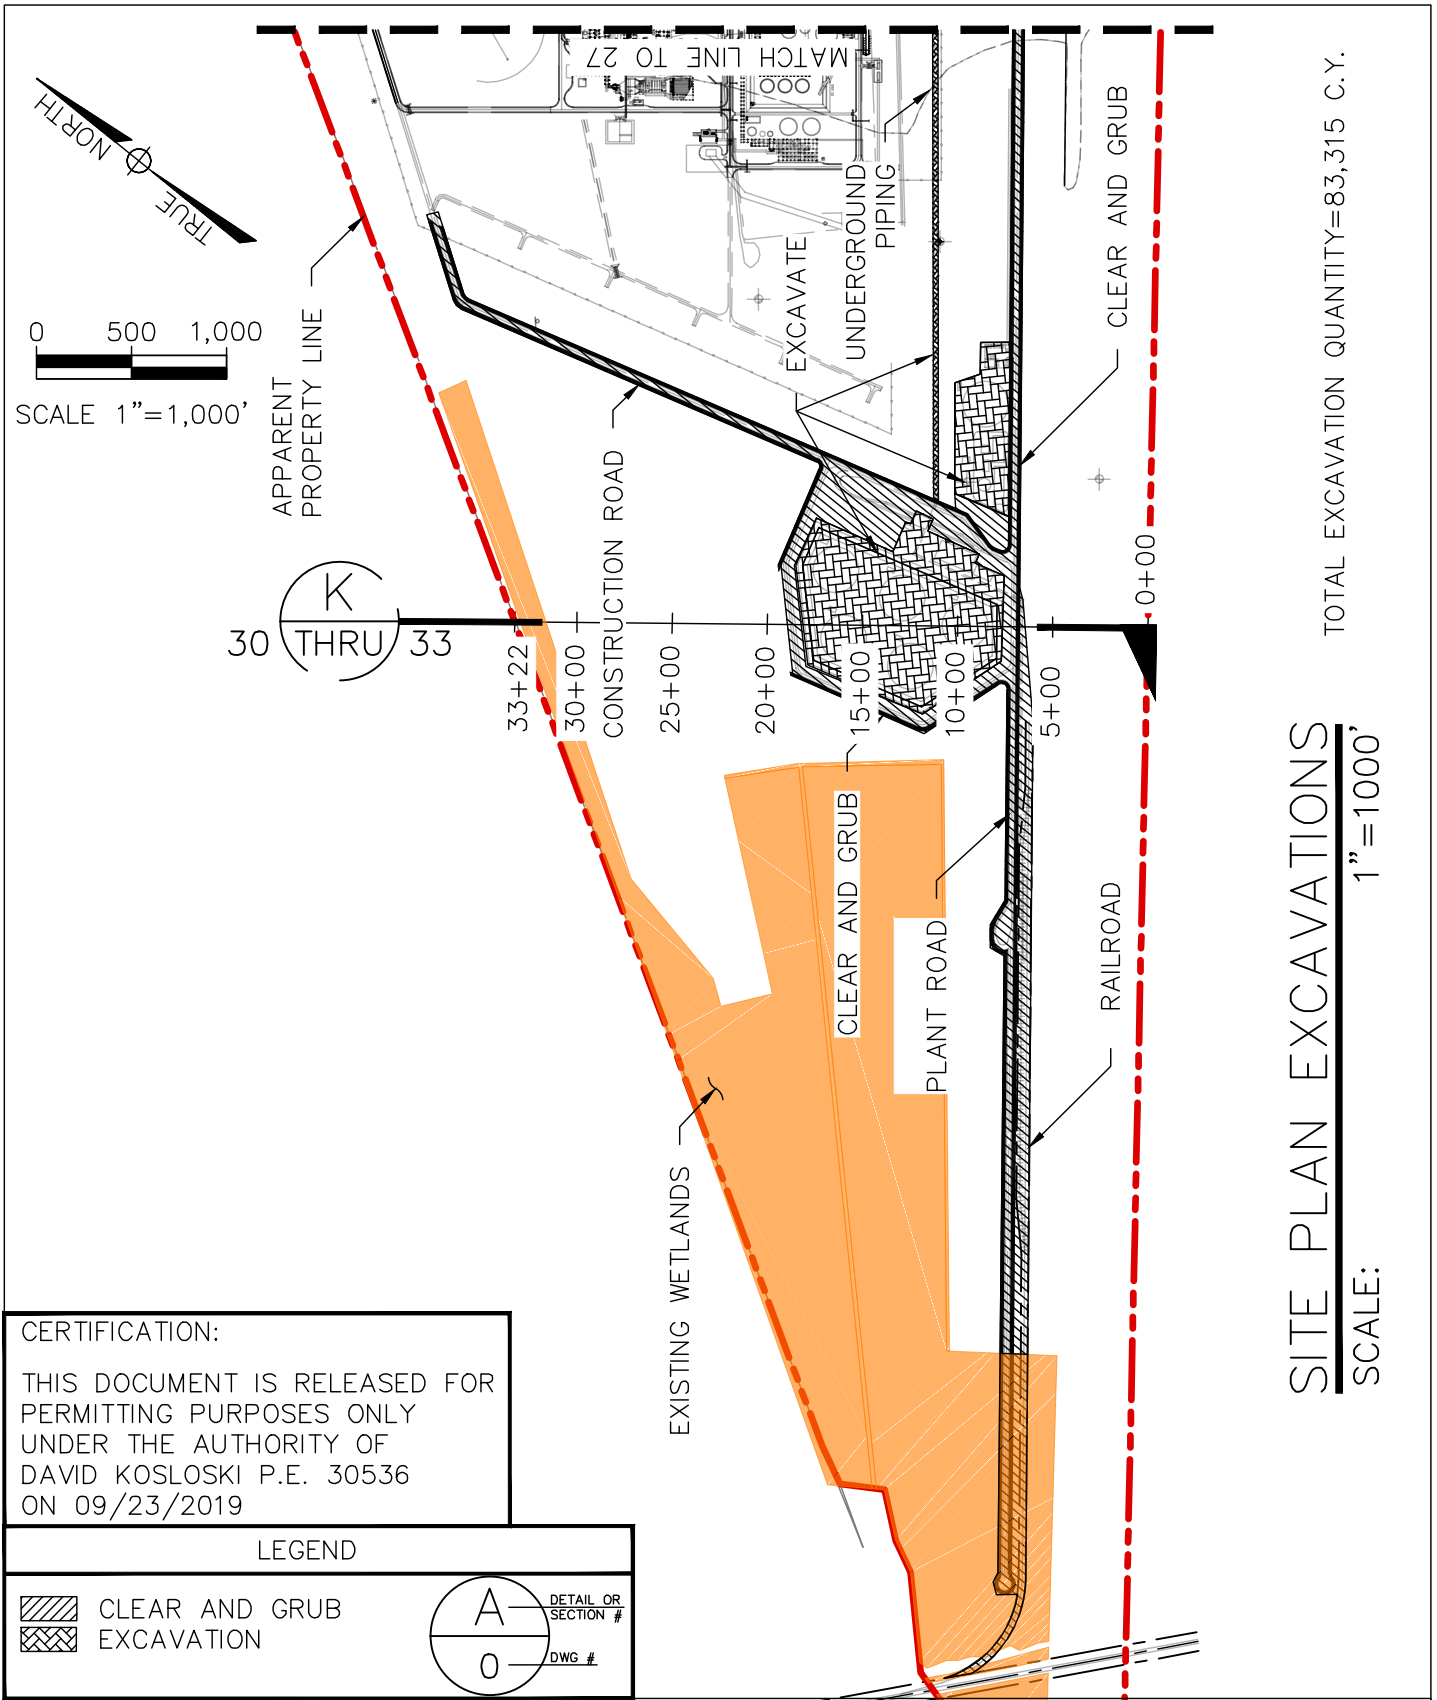 MATCH LINE TO 27
NORTH
TRUE
0 500 1,000
SCALE 1"=1,000'
APPARENT
PROPERTY LINE
CONSTRUCTION ROAD
EXCAVATE
UNDERGROUND
PIPING
CLEAR AND GRUB
TOTAL EXCAVATION QUANTITY=83,315 C.Y.
K
30 THRU 33
33+22
30+00
25+00
20+00
15+00
10+00
5+00
0+00
CLEAR AND GRUB
PLANT ROAD
RAILROAD
EXISTING WETLANDS
SITE PLAN EXCAVATIONS
SCALE: 1"=1000'
CERTIFICATION:
THIS DOCUMENT IS RELEASED FOR
PERMITTING PURPOSES ONLY
UNDER THE AUTHORITY OF
DAVID KOSLOSKI P.E. 30536
ON 09/23/2019
LEGEND
CLEAR AND GRUB
EXCAVATION
A
0
DETAIL OR
SECTION #
DWG #